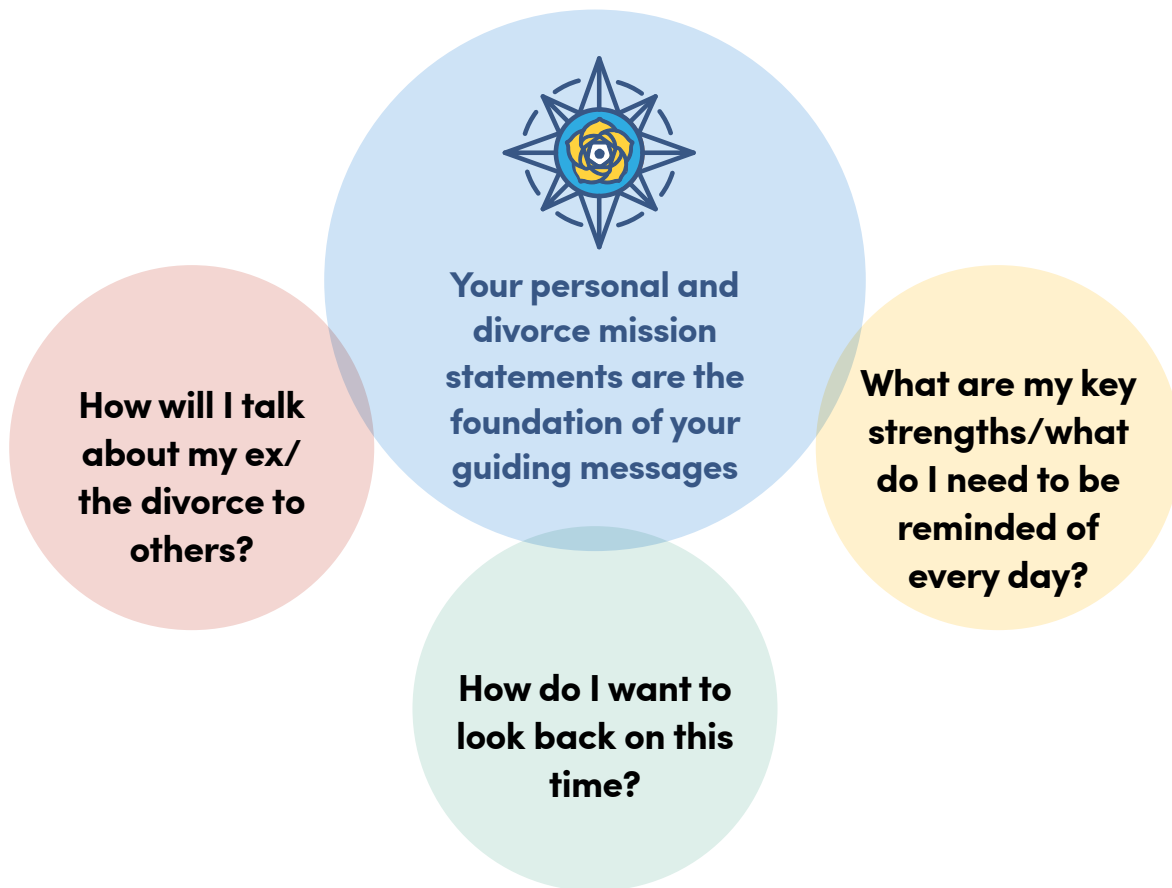 Your personal and
divorce mission
statements are the
foundation of your
guiding messages
How will I talk
about my ex/
the divorce to
others?
What are my key
strengths/what
do I need to be
reminded of
every day?
How do I want to
look back on this
time?